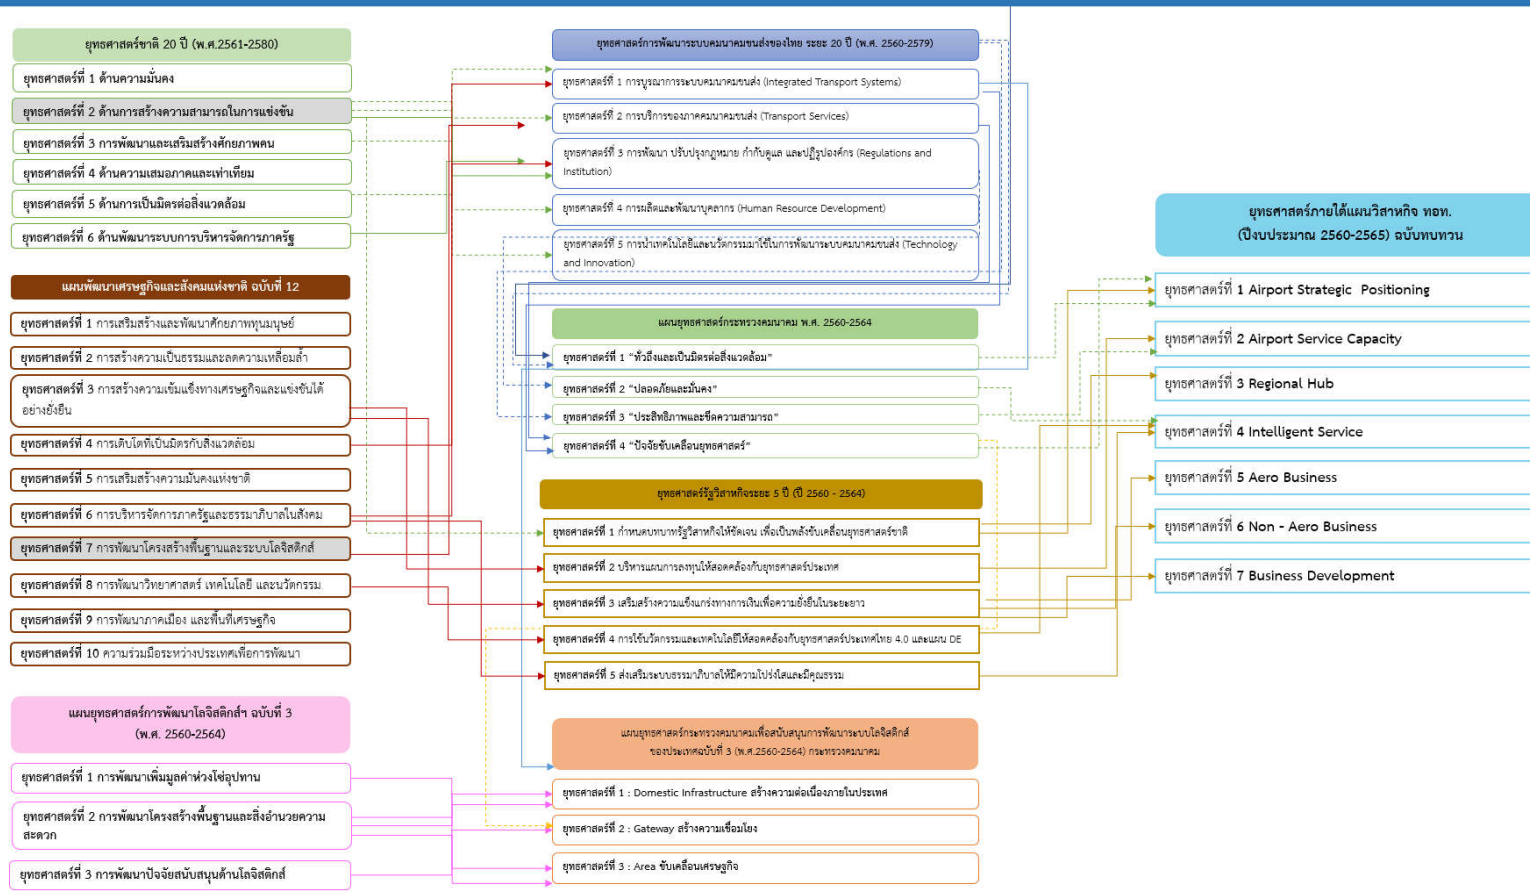 ยุทธศาสตร์ชาติ 20 ปี (พ.ศ.2561-2580)
ยุทธศาสตร์ที่ 1 ด้านความมั่นคง
ยุทธศาสตร์ที่ 2 ด้านการสร้างความสามารถในการแข่งขัน
ยุทธศาสตร์ที่ 3 การพัฒนาและเสริมสร้างศักยภาพคน
ยุทธศาสตร์ที่ 4 ด้านความเสมอภาคและเท่าเทียม
ยุทธศาสตร์ที่ 5 ด้านการเป็นมิตรต่อสิ่งแวดล้อม
ยุทธศาสตร์ที่ 6 ด้านพัฒนาระบบการบริหารจัดการภาครัฐ
แผนพัฒนาเศรษฐกิจและสังคมแห่งชาติ ฉบับที่ 12
ยุทธศาสตร์ที่ 1 การเสริมสร้างและพัฒนาศักยภาพทุนมนุษย์
ยุทธศาสตร์ที่ 2 การสร้างความเป็นธรรมและลดความเหลื่อมล้ำ
ยุทธศาสตร์ที่ 3 การสร้างความเข้มแข็งทางเศรษฐกิจและแข่งขันได้
อย่างยั่งยืน
ยุทธศาสตร์ที่ 4 การเติบโตที่เป็นมิตรกับสิ่งแวดล้อม
ยุทธศาสตร์ที่ 5 การเสริมสร้างความมั่นคงแห่งชาติ
ยุทธศาสตร์ที่ 6 การบริหารจัดการภาครัฐและธรรมาภิบาลในสังคม
ยุทธศาสตร์ที่ 7 การพัฒนาโครงสร้างพื้นฐานและระบบโลจิสติกส์
ยุทธศาสตร์ที่ 8 การพัฒนาวิทยาศาสตร์ เทคโนโลยี และนวัตกรรม
ยุทธศาสตร์ที่ 9 การพัฒนาภาคเมือง และพื้นที่เศรษฐกิจ
ยุทธศาสตร์ที่ 10 ความร่วมมือระหว่างประเทศเพื่อการพัฒนา
แผนยุทธศาสตร์การพัฒนาโลจิสติกส์ฯ ฉบับที่ 3
(พ.ศ. 2560-2564)
ยุทธศาสตร์ที่ 1 การพัฒนาเพิ่มมูลค่าห่วงโซ่อุปทาน
ยุทธศาสตร์ที่ 2 การพัฒนาโครงสร้างพื้นฐานและสิ่งอำนวยความ
สะดวก
ยุทธศาสตร์ที่ 3 การพัฒนาปัจจัยสนับสนุนด้านโลจิสติกส์
ยุทธศาสตร์การพัฒนาระบบคมนาคมขนส่งของไทย ระยะ 20 ปี (พ.ศ. 2560-2579)
ยุทธศาสตร์ที่ 1 การบูรณาการระบบคมนาคมขนส่ง (Integrated Transport Systems)
ยุทธศาสตร์ที่ 2 การบริการของภาคคมนาคมขนส่ง (Transport Services)
ยุทธศาสตร์ที่ 3 การพัฒนา ปรับปรุงกฎหมาย กำกับดูแล และปฏิรูปองค์กร (Regulations and
Institution)
ยุทธศาสตร์ที่ 4 การผลิตและพัฒนาบุคลากร (Human Resource Development)
ยุทธศาสตร์ที่ 5 การนำเทคโนโลยีและนวัตกรรมมาใช้ในการพัฒนาระบบคมนาคมขนส่ง (Technology
and Innovation)
แผนยุทธศาสตร์กระทรวงคมนาคม พ.ศ. 2560-2564
ยุทธศาสตร์ที่ 1 "ทั่วถึงและเป็นมิตรต่อสิ่งแวดล้อม"
ยุทธศาสตร์ที่ 2 "ปลอดภัยและมั่นคง"
ยุทธศาสตร์ที่ 3 "ประสิทธิภาพและขีดความสามารถ"
ยุทธศาสตร์ที่ 4 "ปัจจัยขับเคลื่อนยุทธศาสตร์"
ยุทธศาสตร์รัฐวิสาหกิจระยะ 5 ปี (ปี 2560 - 2564)
ยุทธศาสตร์ที่ 1 กำหนดบทบาทรัฐวิสาหกิจให้ชัดเจน เพื่อเป็นพลังขับเคลื่อนยุทธศาสตร์ชาติ
ยุทธศาสตร์ที่ 2 บริหารแผนการลงทุนให้สอดคล้องกับยุทธศาสตร์ประเทศ
ยุทธศาสตร์ที่ 3 เสริมสร้างความแข็งแกร่งทางการเงินเพื่อความยั่งยืนในระยะยาว
ยุทธศาสตร์ที่ 4 การใช้นวัตกรรมและเทคโนโลยีให้สอดคล้องกับยุทธศาสตร์ประเทศไทย 4.0 และแผน DE
ยุทธศาสตร์ที่ 5 ส่งเสริมระบบธรรมาภิบาลให้มีความโปร่งใสและมีคุณธรรม
แผนยุทธศาสตร์กระทรวงคมนาคมเพื่อสนับสนุนการพัฒนาระบบโลจิสติกส์
ของประเทศฉบับที่ 3 (พ.ศ.2560-2564) กระทรวงคมนาคม
ยุทธศาสตร์ที่ 1 : Domestic Infrastructure สร้างความต่อเนื่องภายในประเทศ
ยุทธศาสตร์ที่ 2 : Gateway สร้างความเชื่อมโยง
ยุทธศาสตร์ที่ 3 : Area ขับเคลื่อนเศรษฐกิจ
ยุทธศาสตร์ภายใต้แผนวิสาหกิจ ทอท.
(ปีงบประมาณ 2560-2565) ฉบับทบทวน
ยุทธศาสตร์ที่ 1 Airport Strategic Positioning
ยุทธศาสตร์ที่ 2 Airport Service Capacity
ยุทธศาสตร์ที่ 3 Regional Hub
ยุทธศาสตร์ที่ 4 Intelligent Service
ยุทธศาสตร์ที่ 5 Aero Business
ยุทธศาสตร์ที่ 6 Non - Aero Business
ยุทธศาสตร์ที่ 7 Business Development